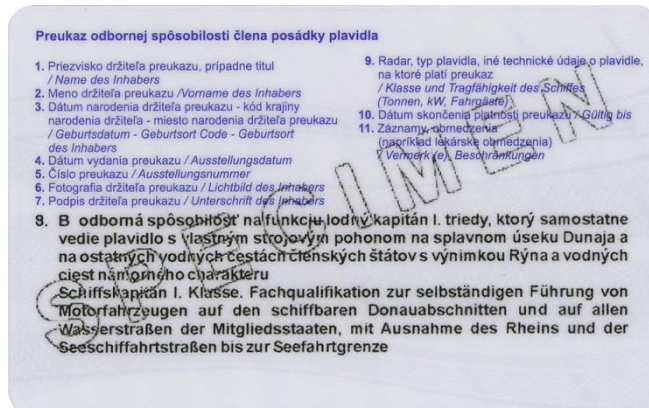 Preukaz odbornej spôsobilosti člena posádky plavidla
1. Priezvisko držiteľa preukazu, prípadne titul
/ Name des Inhabers
2. Meno držiteľa preukazu /Vorname des Inhabers
3. Dátum narodenia držiteľa preukazu - kód krajiny
narodenia držiteľa - miesto narodenia držiteľa preukazu
/ Geburtsdatum - Geburtsort Code - Geburtsort
des Inhabers
4. Dátum vydania preukazu / Ausstellungsdatum
5. Číslo preukazu / Ausstellungsnummer
6. Fotografia držiteľa preukazu / Lichtbild des Inhabers
7. Podpis držiteľa preukazu / Unterschrift des Inhabers
9. Radar, typ plavidla, iné technické údaje o plavidle,
na ktoré platí preukaz
/ Klasse und Tragfähigkeit des Schiffes
(Tonnen, kW, Fahrgäste)
10. Dátum skončenia platnosti preukazu / Gültig bis
11. Záznamy, obmedzenia
(napríklad lekárske obmedzenia)
/ Vermerk (e), Beschränkungen
8. B odborná spôsobilosť na funkciu lodný kapitán I. triedy, ktorý samostatne
vedie plavidlo s vlastným strojovým pohonom na splavnom úseku Dunaja a
na ostatných vodných cestách členských štátov s výnimkou Rýna a vodných
ciest námorného charakteru
Schiffskapitän I. Klasse. Fachqualifikation zur selbständigen Führung von
Motorfahrzeugen auf den schiffbaren Donauabschnitten und auf allen
Wasserstraßen der Mitgliedsstaaten, mit Ausnahme des Rheins und der
Seeschiffahrtstraßen bis zur Seefahrtgrenze
SPECIMEN